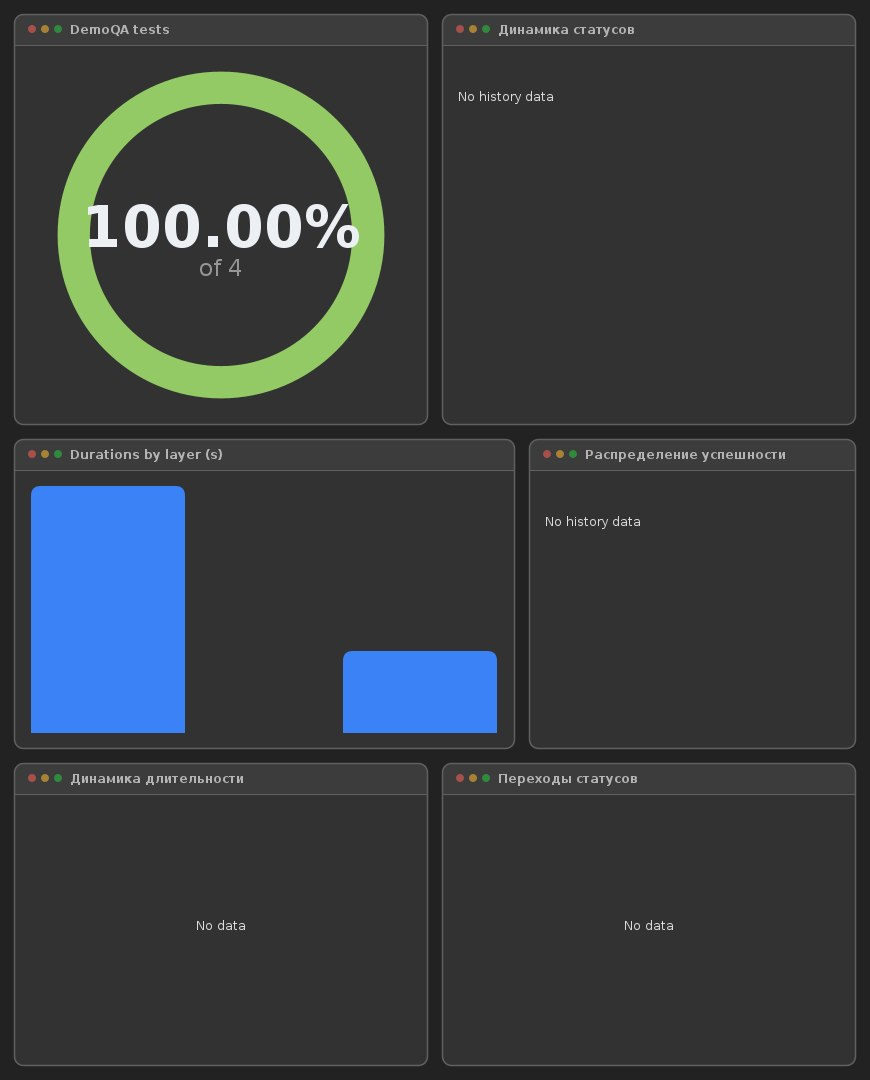 DemoQA tests
100.00%
of 4
Динамика статусов
No history data
Durations by layer (s)
Распределение успешности
No history data
Динамика длительности
No data
Переходы статусов
No data